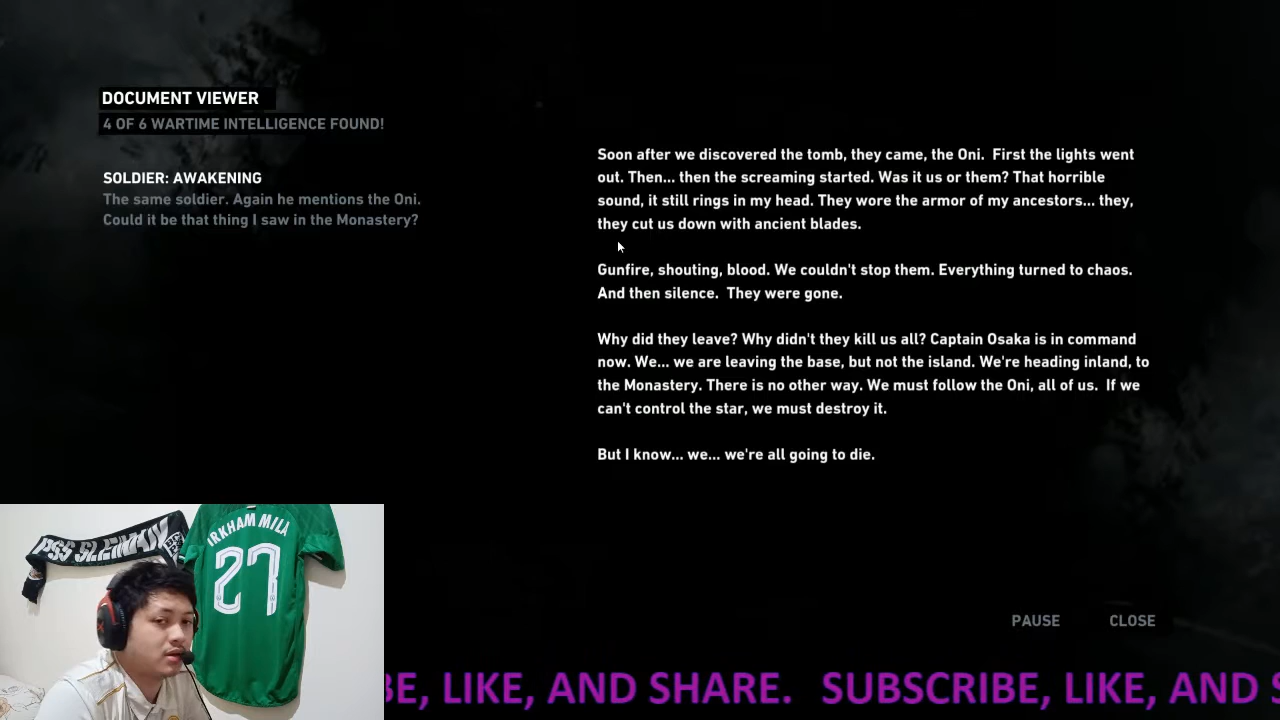 DOCUMENT VIEWER
4 OF 6 WARTIME INTELLIGENCE FOUND!
SOLDIER: AWAKENING
The same soldier. Again he mentions the Oni.
Could it be that thing I saw in the Monastery?
Soon after we discovered the tomb, they came, the Oni.  First the lights went
out. Then... then the screaming started. Was it us or them? That horrible
sound, it still rings in my head. They wore the armor of my ancestors... they,
they cut us down with ancient blades.
Gunfire, shouting, blood. We couldn't stop them. Everything turned to chaos.
And then silence.  They were gone.
Why did they leave? Why didn't they kill us all? Captain Osaka is in command
now. We... we are leaving the base, but not the island. We're heading inland, to
the Monastery. There is no other way. We must follow the Oni, all of us.  If we
can't control the star, we must destroy it.
But I know... we... we're all going to die.
PSS SLEMAN
IRKHAM MILA
27
PAUSE
CLOSE
BE, LIKE, AND SHARE.   SUBSCRIBE, LIKE, AND S